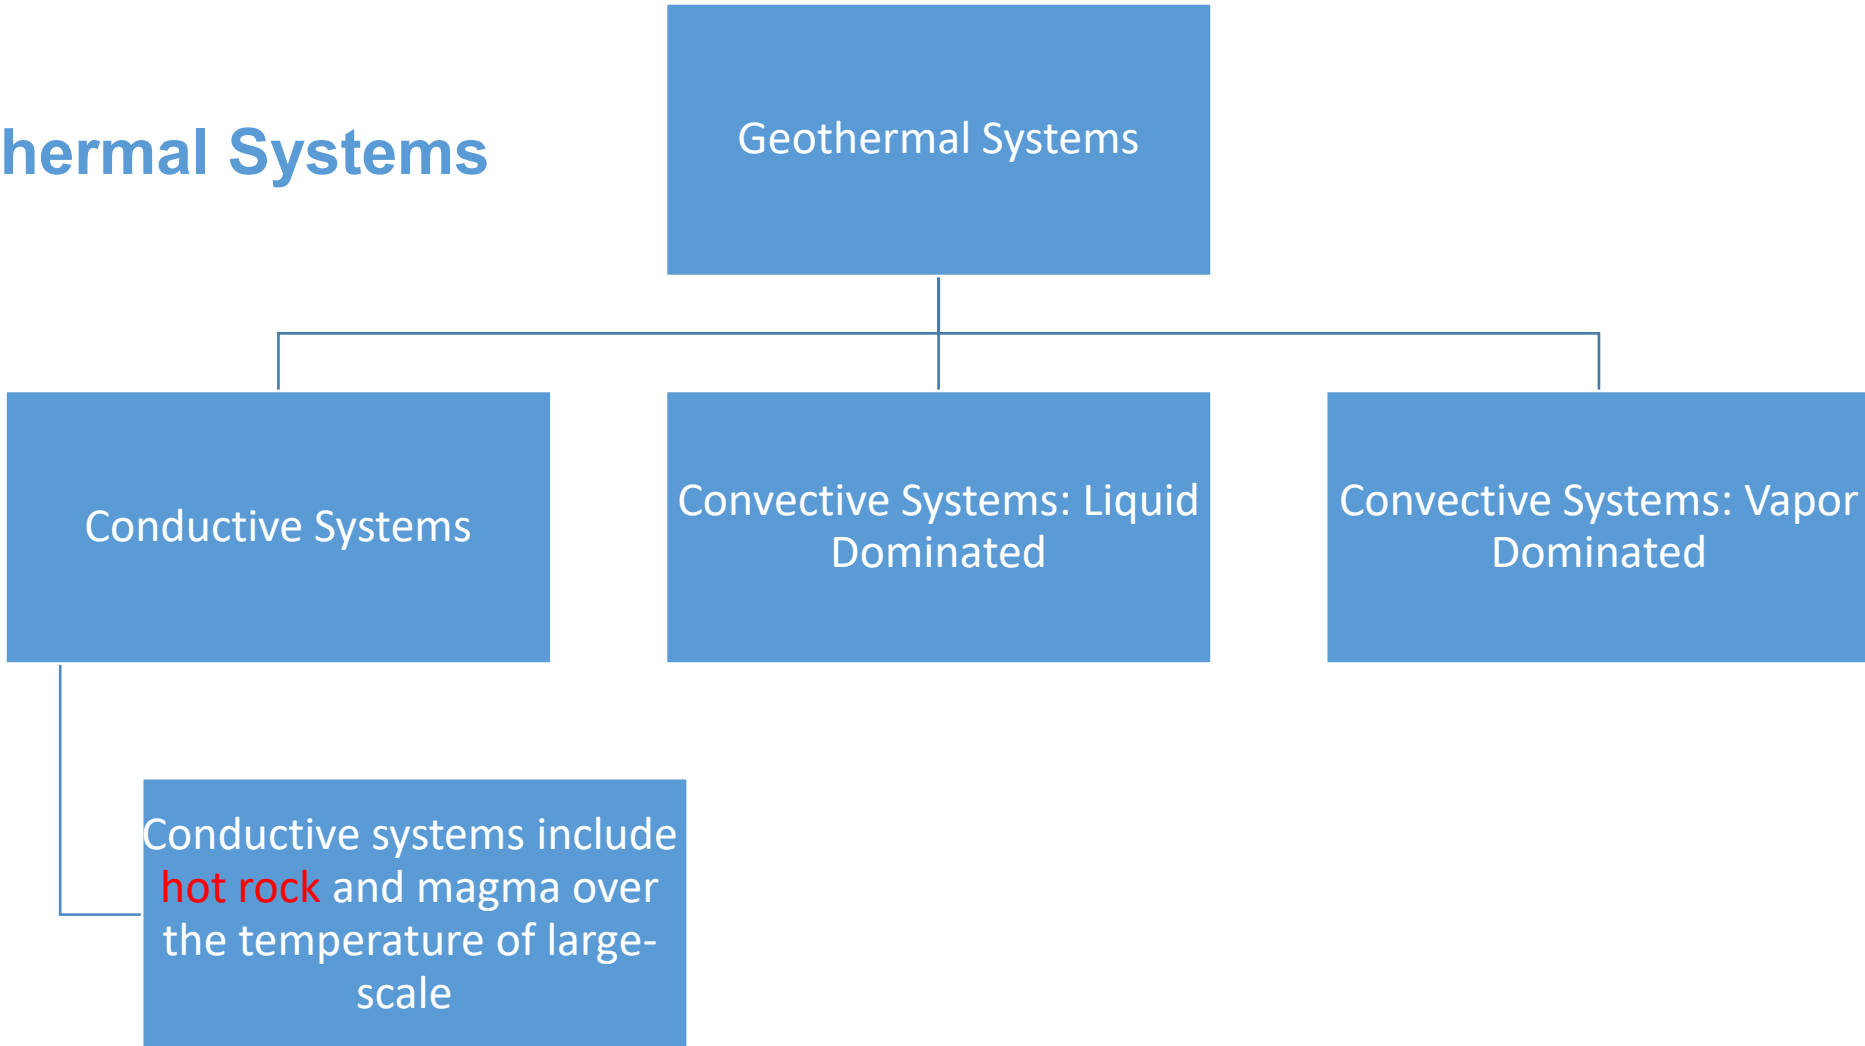 hermal Systems
Geothermal Systems
Conductive Systems
Convective Systems: Liquid
Dominated
Convective Systems: Vapor
Dominated
Conductive systems include
hot rock and magma over
the temperature of large-
scale